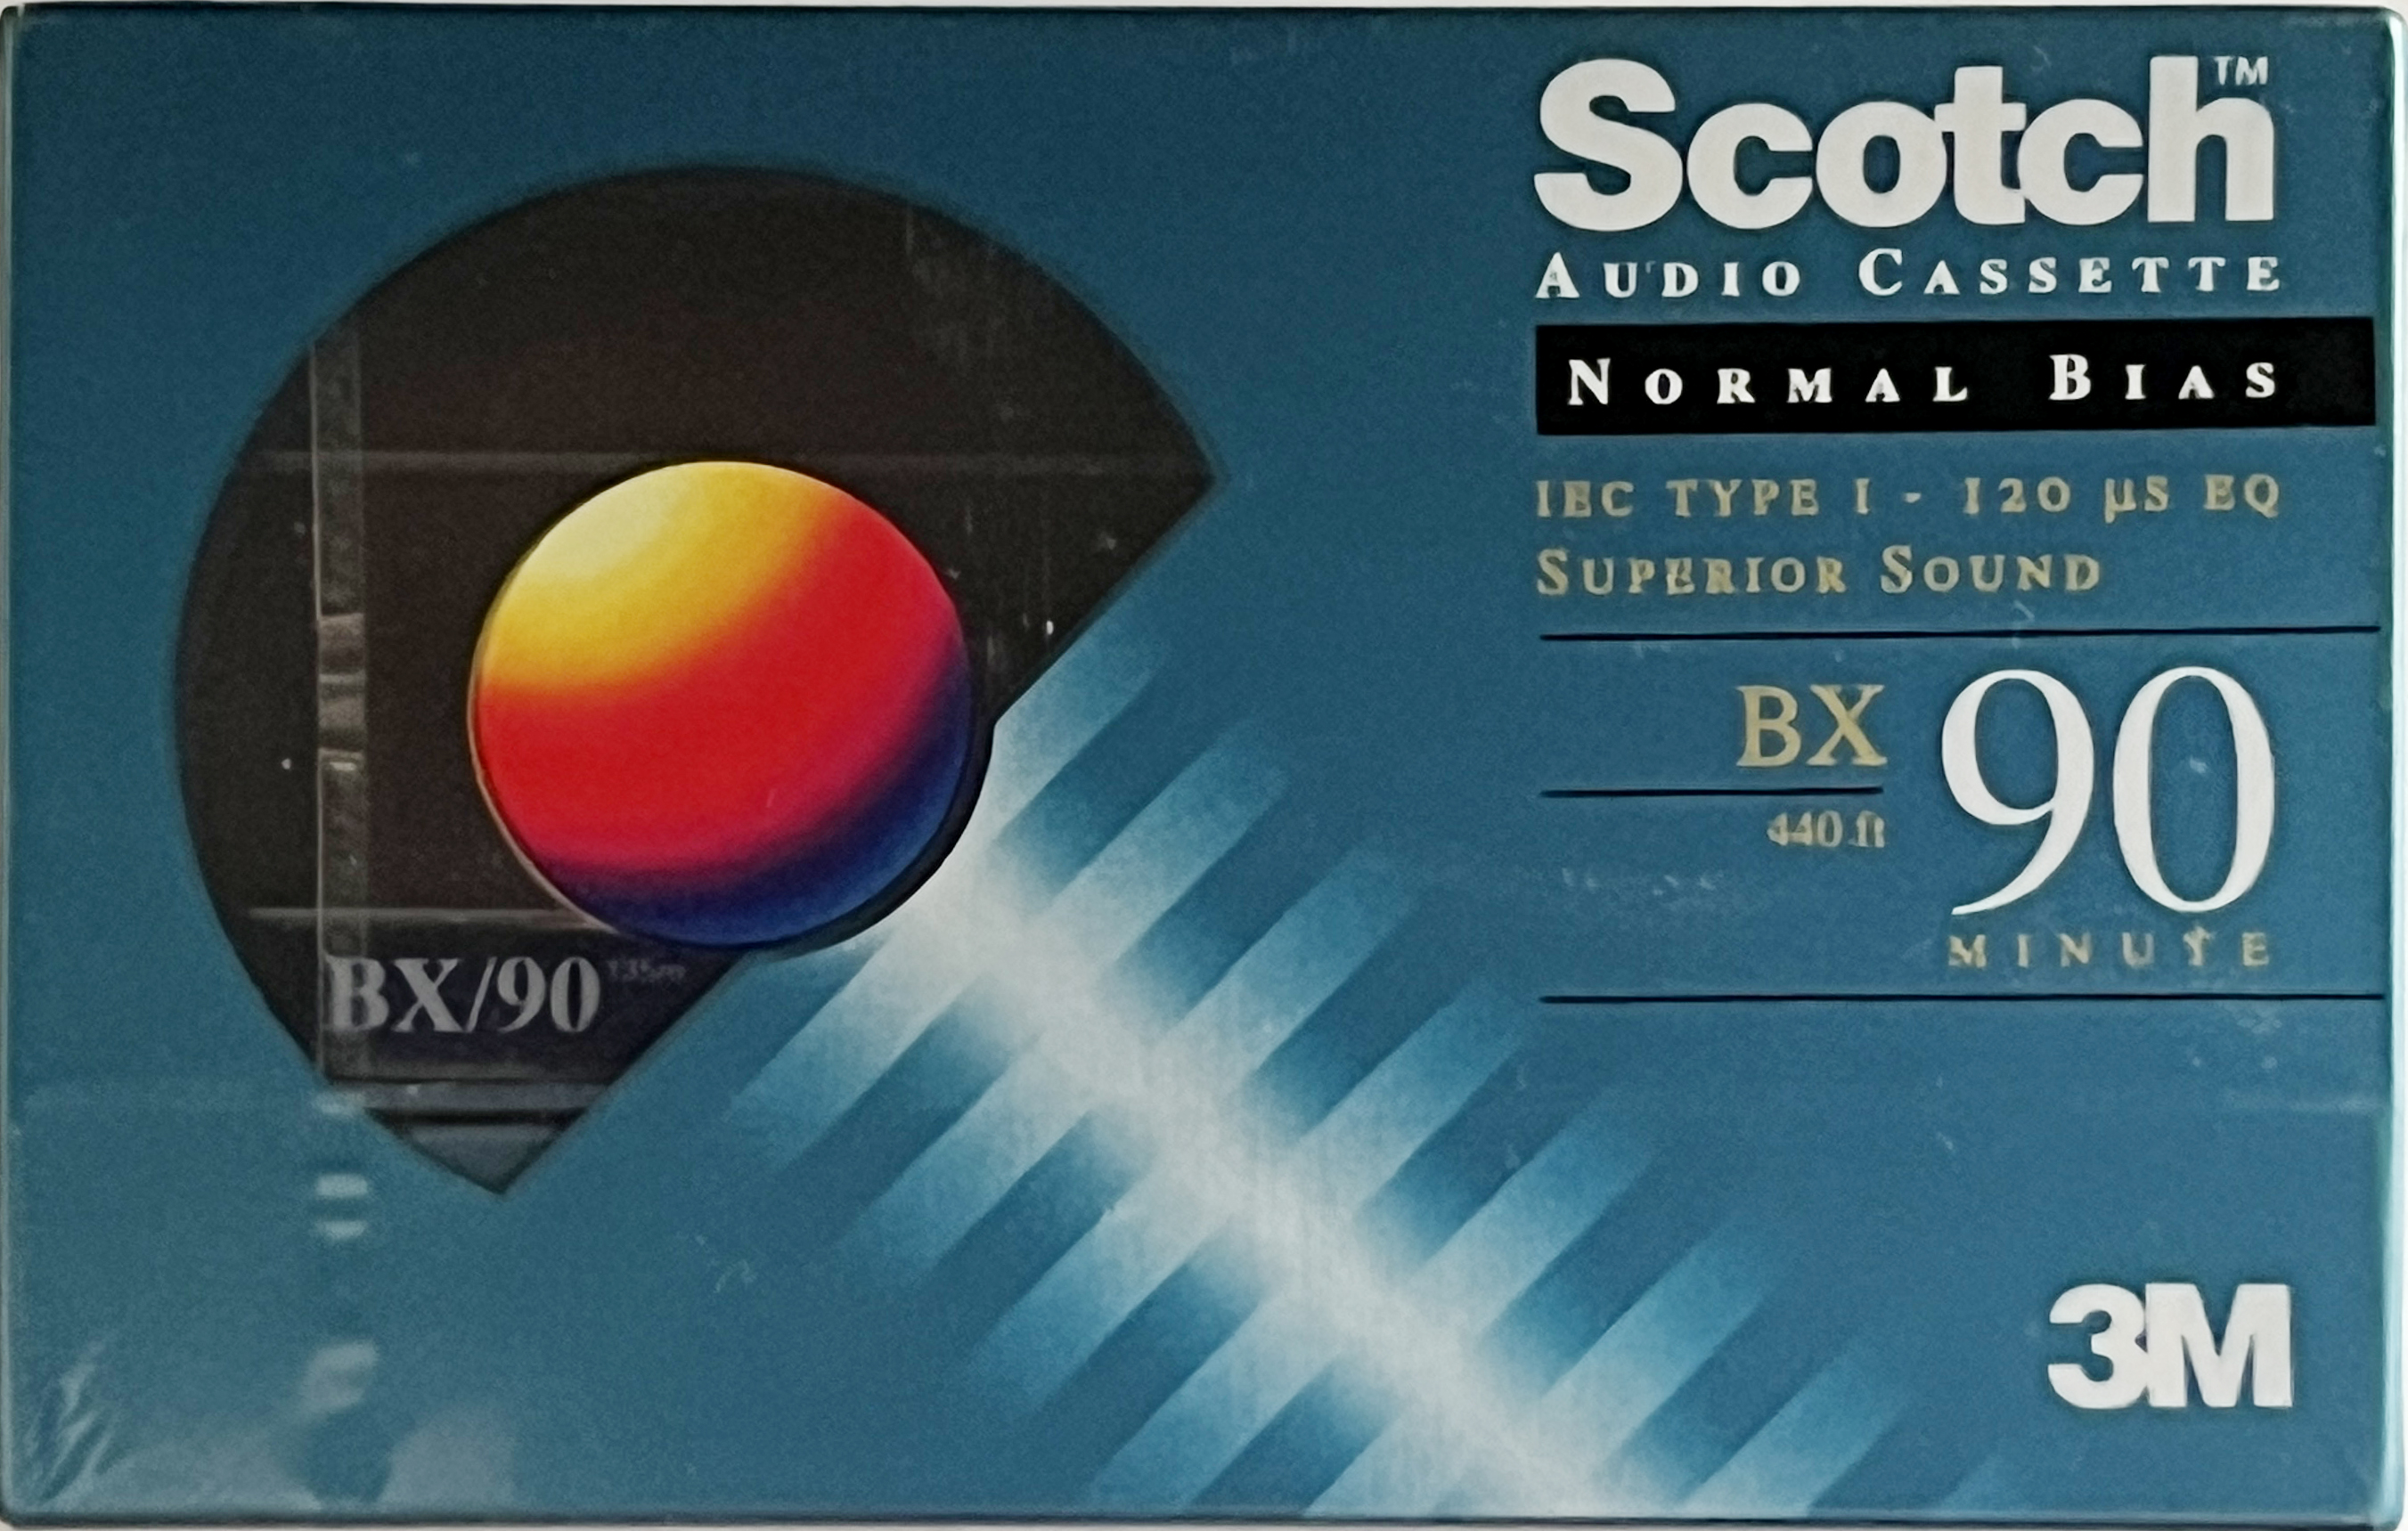 Scotch™
AUDIO CASSETTE
NORMAL BIAS
IEC TYPE I - 120 µS EQ
SUPERIOR SOUND
BX 90
440 ft
MINUTE
BX/90 135m
3M